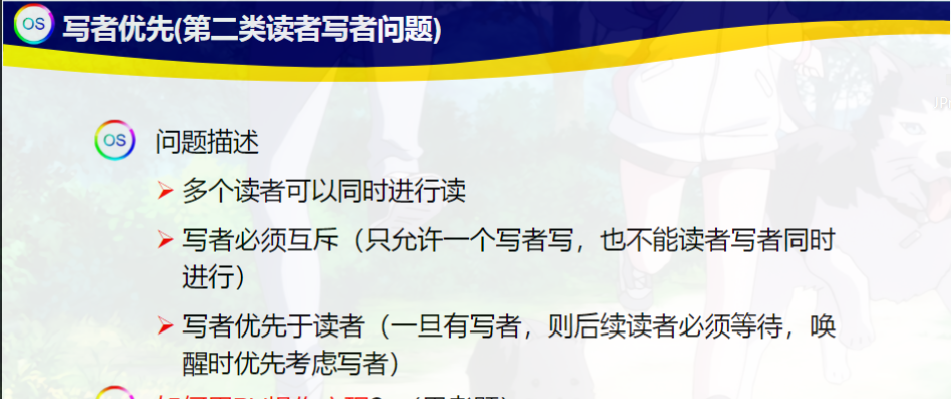 OS 写者优先(第二类读者写者问题)
OS 问题描述
多个读者可以同时进行读
写者必须互斥（只允许一个写者写，也不能读者写者同时
进行）
写者优先于读者（一旦有写者，则后续读者必须等待，唤
醒时优先考虑写者）